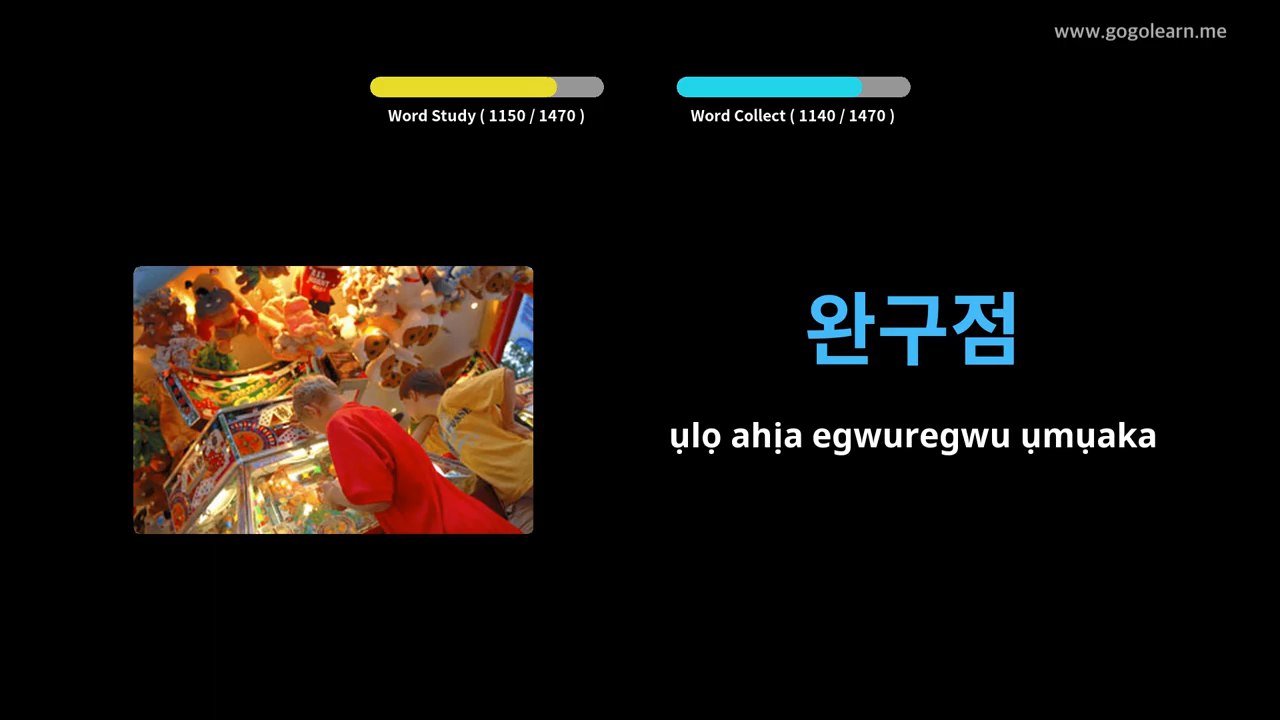 www.gogolearn.me
Word Study ( 1150 / 1470 )
Word Collect ( 1140 / 1470 )
완구점
ụlọ ahịa egwuregwu ụmụaka